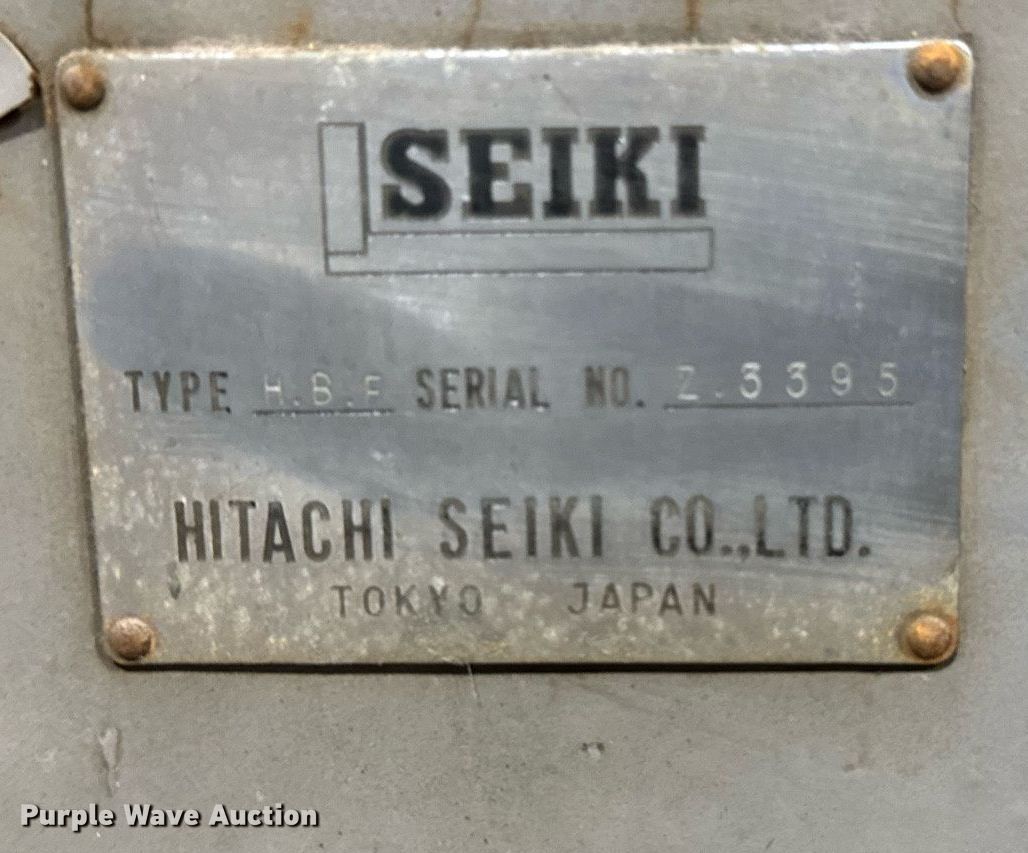 SEIKI
TYPE H.B.F SERIAL NO. Z.3395
HITACHI SEIKI CO.,LTD.
TOKYO JAPAN
Purple Wave Auction